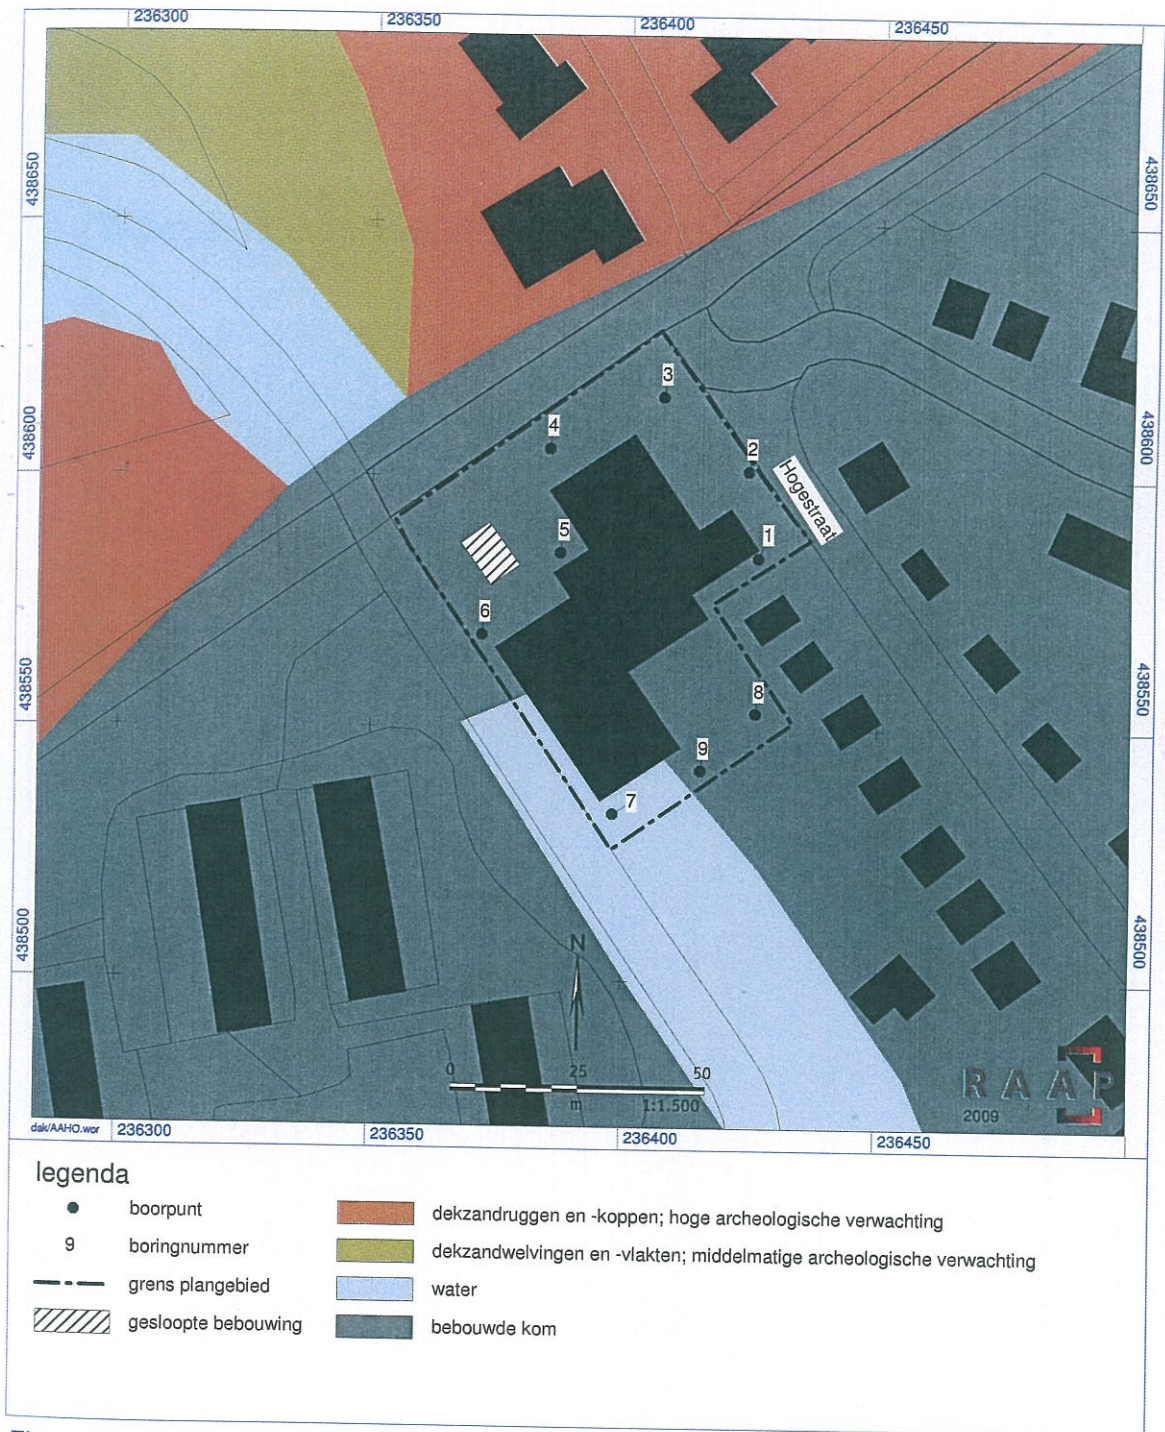 236300 236350 236400 236450
438650
438650
3
4
2
Hogestraat
438600
438600
5
1
6
438550
438550
8
9
7
438500
438500
N
0 25 50
m 1:1.500
RAAP
2009
dak/AAHO.wor
236300 236350 236400 236450
legenda
boorpunt
9 boringnummer
grens plangebied
gesloopte bebouwing
dekzandruggen en -koppen; hoge archeologische verwachting
dekzandwelvingen en -vlakten; middelmatige archeologische verwachting
water
bebouwde kom